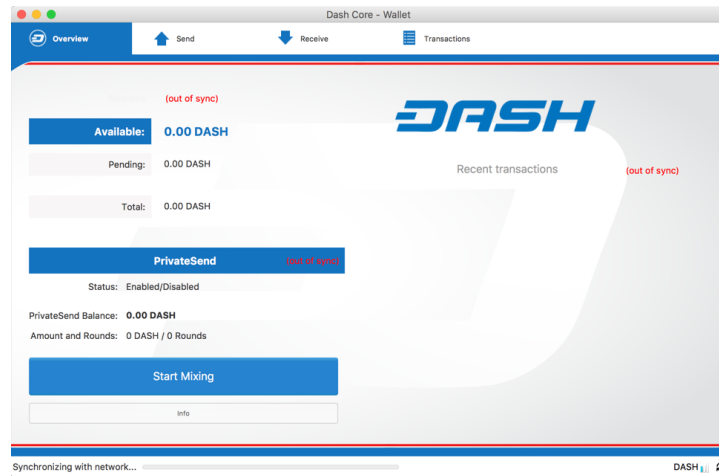 Dash Core - Wallet
Overview Send Receive Transactions
(out of sync)
DASH
Available: 0.00 DASH
Pending: 0.00 DASH
Recent transactions (out of sync)
Total: 0.00 DASH
PrivateSend (out of sync)
Status: Enabled/Disabled
PrivateSend Balance: 0.00 DASH
Amount and Rounds: 0 DASH / 0 Rounds
Start Mixing
Info
Synchronizing with network... DASH